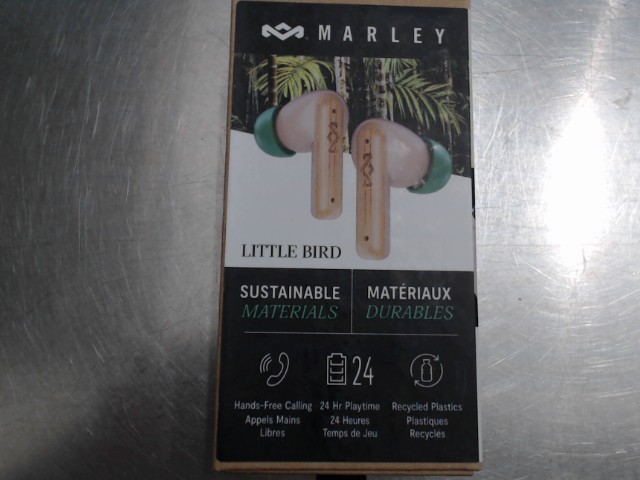 MARLEY
LITTLE BIRD
SUSTAINABLE
MATERIALS
MATÉRIAUX
DURABLES
24
Hands-Free Calling
Appels Mains
Libres
24 Hr Playtime
24 Heures
Temps de Jeu
Recycled Plastics
Plastiques
Recyclés